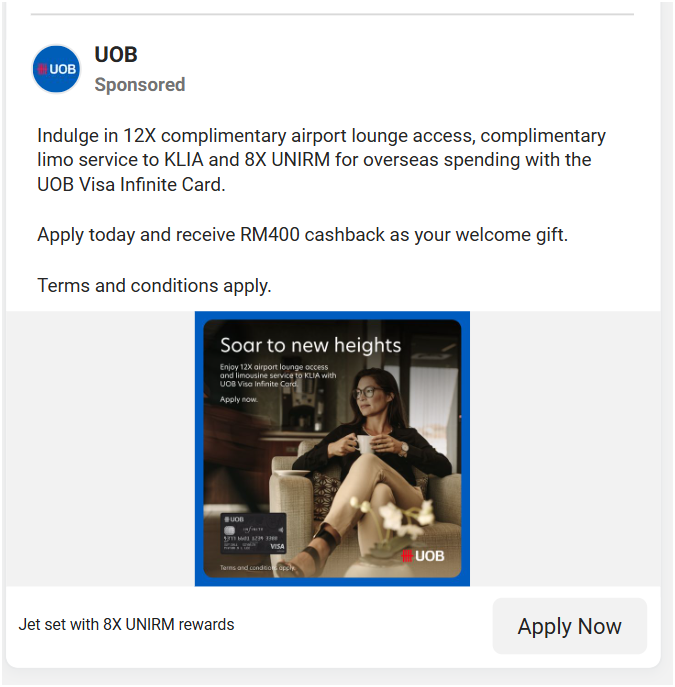 UOB
UOB
Sponsored
Indulge in 12X complimentary airport lounge access, complimentary
limo service to KLIA and 8X UNIRM for overseas spending with the
UOB Visa Infinite Card.
Apply today and receive RM400 cashback as your welcome gift.
Terms and conditions apply.
Soar to new heights
Enjoy 12X airport lounge access
and limousine service to KLIA with
UOB Visa Infinite Card.
Apply now.
UOB
VISA
UOB
Terms and conditions apply.
Jet set with 8X UNIRM rewards
Apply Now